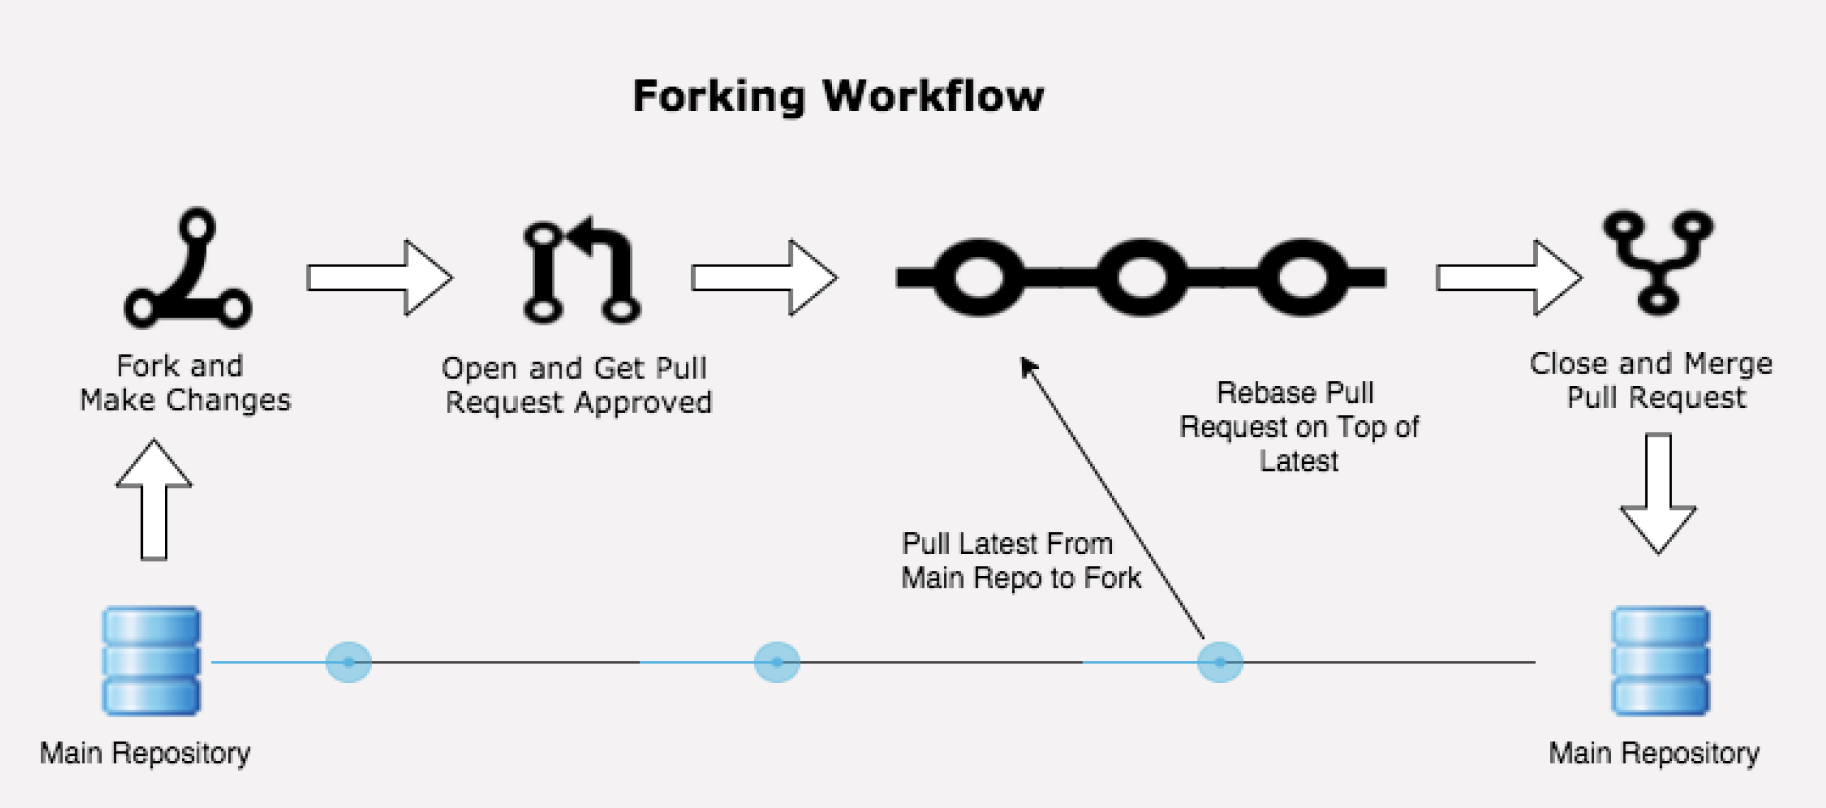 Forking Workflow
Fork and
Make Changes
Open and Get Pull
Request Approved
Rebase Pull
Request on Top of
Latest
Close and Merge
Pull Request
Pull Latest From
Main Repo to Fork
Main Repository
Main Repository